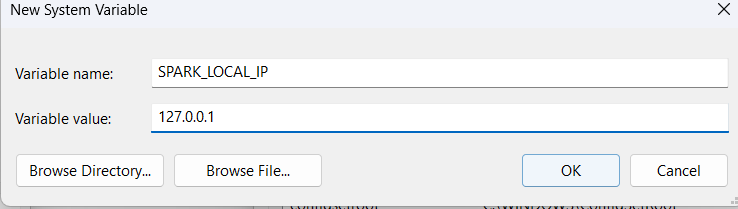 New System Variable
Variable name:
SPARK_LOCAL_IP
Variable value:
127.0.0.1
Browse Directory...
Browse File...
OK
Cancel